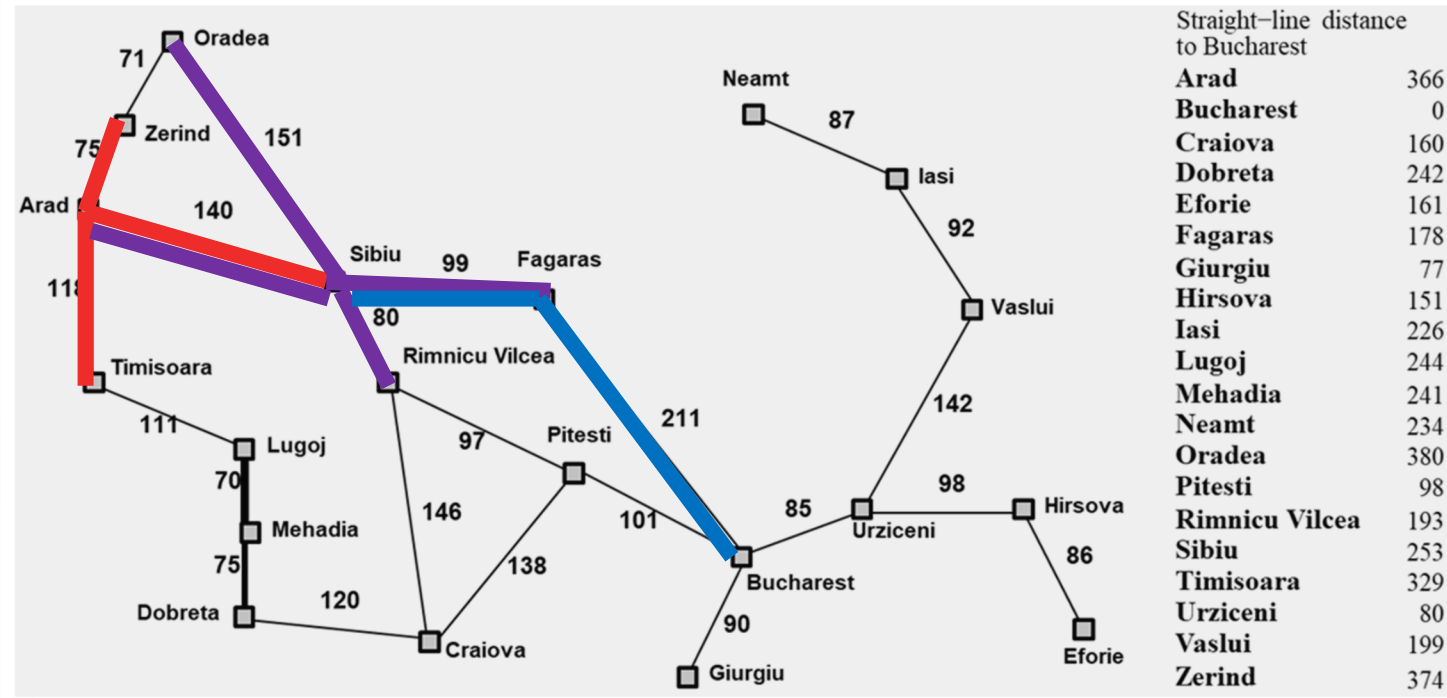 Oradea
71
Neamt
87
Zerind
151
75
Iasi
Arad
140
92
Sibiu
99
Fagaras
118
80
Vaslui
Rimnicu Vilcea
Timisoara
142
111
211
Lugoj
97
Pitesti
70
98
Hirsova
146
101
85
Mehadia
Urziceni
86
75
138
Bucharest
Dobreta
120
90
Craiova
Eforie
Giurgiu
Straight−line distance
to Bucharest
Arad 366
Bucharest 0
Craiova 160
Dobreta 242
Eforie 161
Fagaras 178
Giurgiu 77
Hirsova 151
Iasi 226
Lugoj 244
Mehadia 241
Neamt 234
Oradea 380
Pitesti 98
Rimnicu Vilcea 193
Sibiu 253
Timisoara 329
Urziceni 80
Vaslui 199
Zerind 374